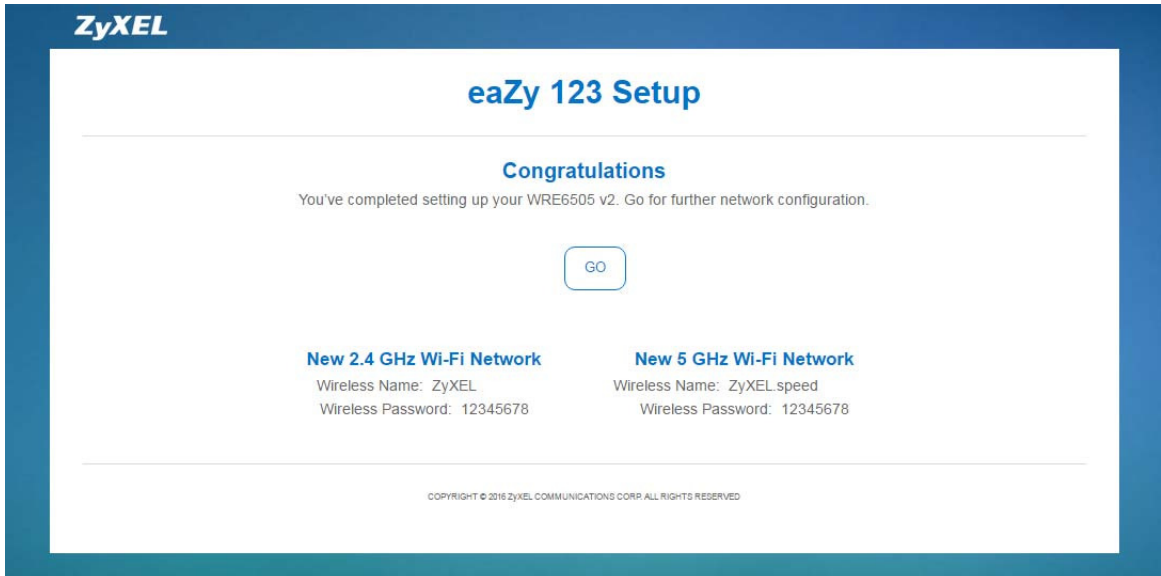 ZyXEL
eaZy 123 Setup
Congratulations
You've completed setting up your WRE6505 v2. Go for further network configuration.
GO
New 2.4 GHz Wi-Fi Network
Wireless Name: ZyXEL
Wireless Password: 12345678
New 5 GHz Wi-Fi Network
Wireless Name: ZyXEL.speed
Wireless Password: 12345678
COPYRIGHT © 2016 ZyXEL COMMUNICATIONS CORP. ALL RIGHTS RESERVED